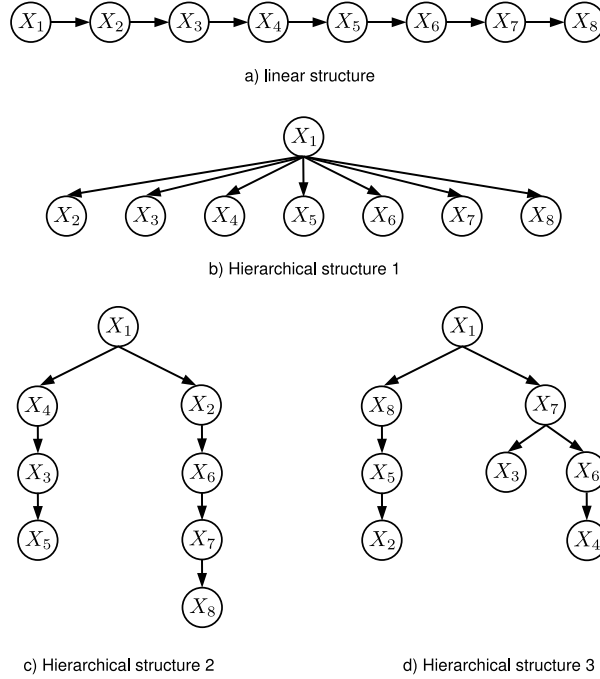 X1 X2 X3 X4 X5 X6 X7 X8
a) linear structure
X1
X2 X3 X4 X5 X6 X7 X8
b) Hierarchical structure 1
X1
X4 X2
X3 X6
X5 X7
X8
c) Hierarchical structure 2
X1
X8 X7
X5 X3 X6
X2 X4
d) Hierarchical structure 3